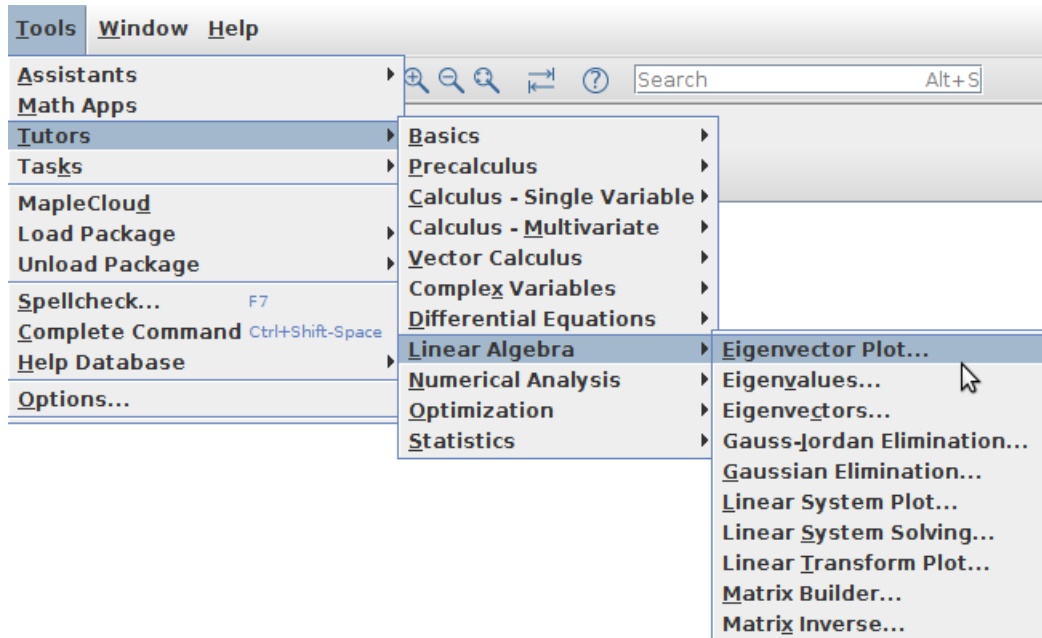 Tools Window Help
Assistants
Math Apps
Tutors
Tasks
MapleCloud
Load Package
Unload Package
Spellcheck... F7
Complete Command Ctrl+Shift-Space
Help Database
Options...
Search Alt+S
Basics
Precalculus
Calculus - Single Variable
Calculus - Multivariate
Vector Calculus
Complex Variables
Differential Equations
Linear Algebra
Numerical Analysis
Optimization
Statistics
Eigenvector Plot...
Eigenvalues...
Eigenvectors...
Gauss-Jordan Elimination...
Gaussian Elimination...
Linear System Plot...
Linear System Solving...
Linear Transform Plot...
Matrix Builder...
Matrix Inverse...